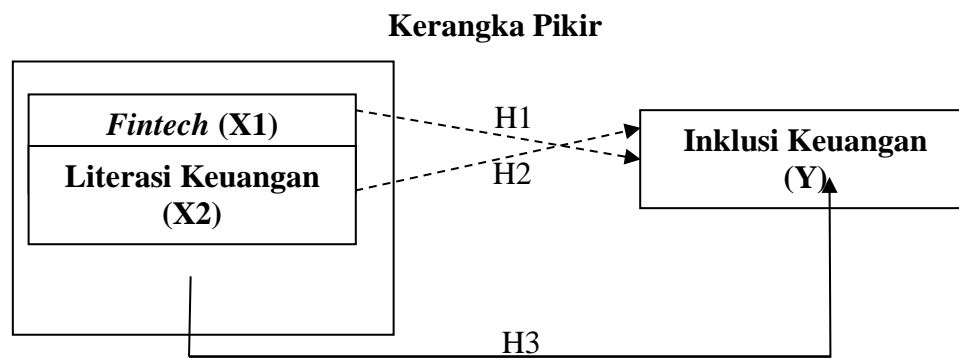 Kerangka Pikir
Fintech (X1)
Literasi Keuangan
(X2)
H1
H2
Inklusi Keuangan
(Y)
H3